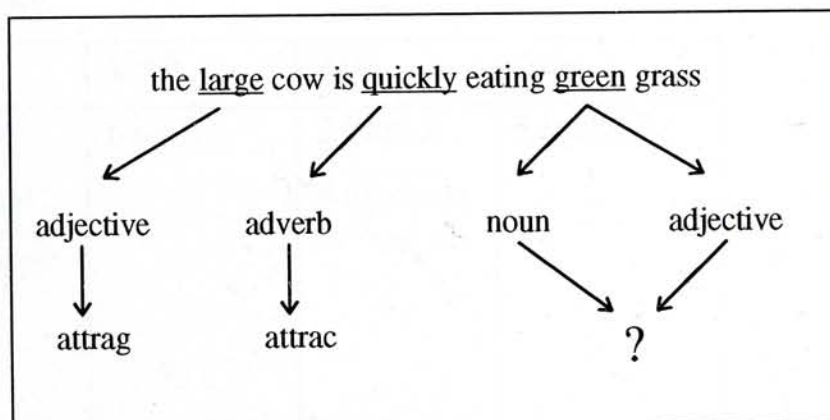 the large cow is quickly eating green grass
adjective adverb noun adjective
attrag attrac ?